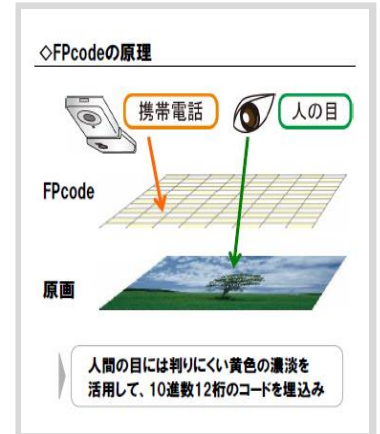 ◇FPcodeの原理
携帯電話
人の目
FPcode
原画
人間の目には判りにくい黄色の濃淡を
活用して、10進数12桁のコードを埋込み